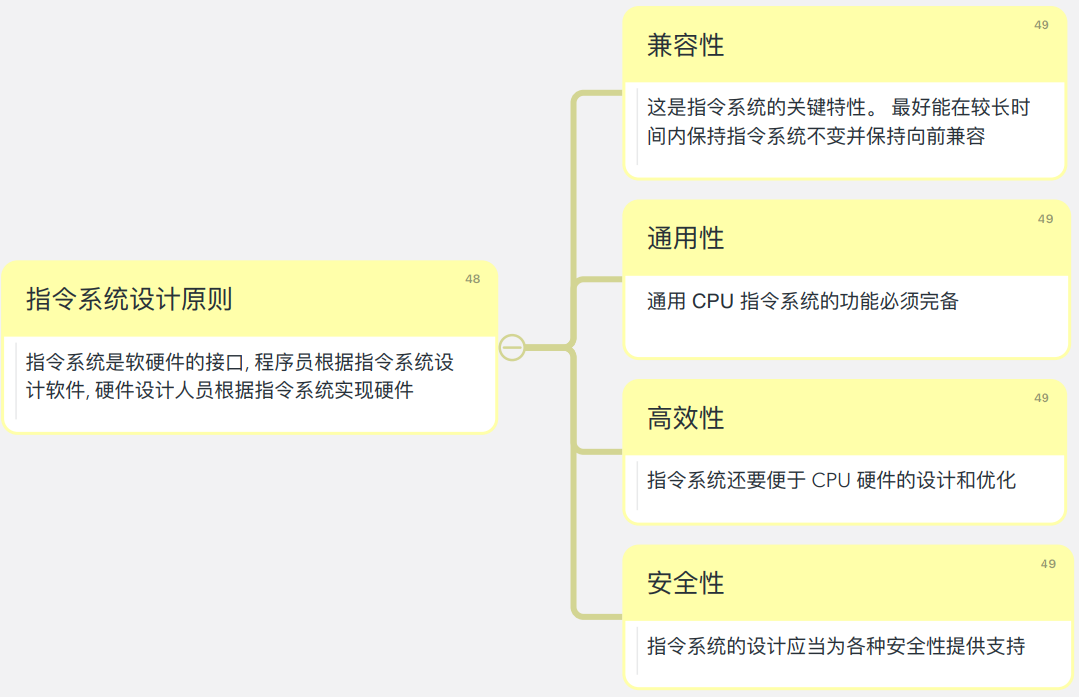 48
指令系统设计原则
指令系统是软硬件的接口, 程序员根据指令系统设
计软件, 硬件设计人员根据指令系统实现硬件
49
兼容性
这是指令系统的关键特性。 最好能在较长时
间内保持指令系统不变并保持向前兼容
49
通用性
通用 CPU 指令系统的功能必须完备
49
高效性
指令系统还要便于 CPU 硬件的设计和优化
49
安全性
指令系统的设计应当为各种安全性提供支持